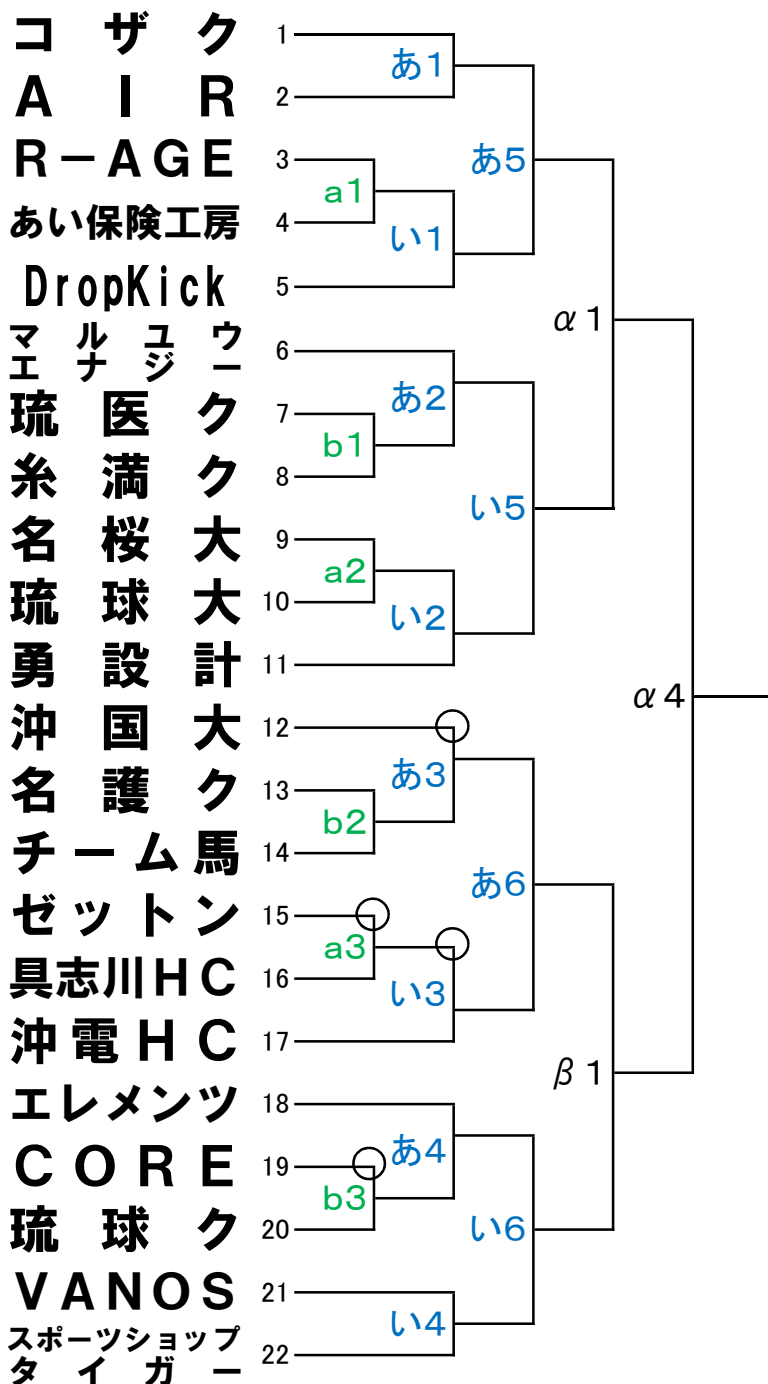 コザク 1
あ1
AIR 2
あ5
R－AGE 3
a1
あい保険工房 4
い1
DropKick 5
α1
マルユウ
エナジー 6
あ2
琉医ク 7
b1
糸満ク 8
い5
名桜大 9
a2
琉球大 10
い2
勇設計 11
α4
沖国大 12
あ3
名護ク 13
b2
チーム馬 14
あ6
ゼットン 15
a3
具志川HC 16
い3
沖電HC 17
β1
エレメンツ 18
あ4
CORE 19
b3
琉球ク 20
い6
VANOS 21
い4
スポーツショップ
タイガー 22